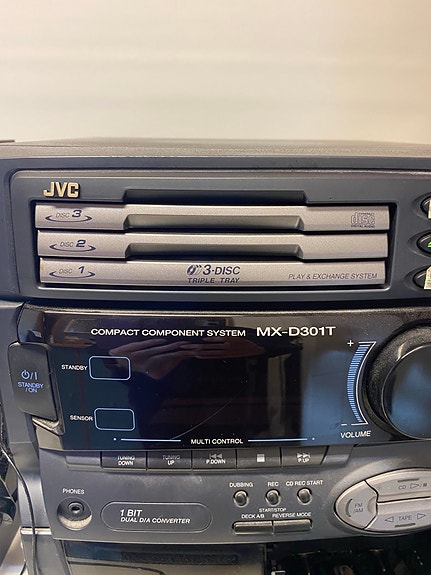 JVC
DISC 3
COMPACT
DISC
DIGITAL AUDIO
DISC 2
DISC 1
3-DISC
TRIPLE TRAY
PLAY & EXCHANGE SYSTEM
COMPACT COMPONENT SYSTEM MX-D301T
STANDBY
⏻/I
STANDBY
/ON
SENSOR
+
-
VOLUME
MULTI CONTROL
TUNING
DOWN
TUNING
UP
P.DOWN
P.UP
DUBBING
REC
CD REC START
START/STOP
DECK A/B
REVERSE MODE
PHONES
1 BIT
DUAL D/A CONVERTER
FM
/AM
CD
TAPE